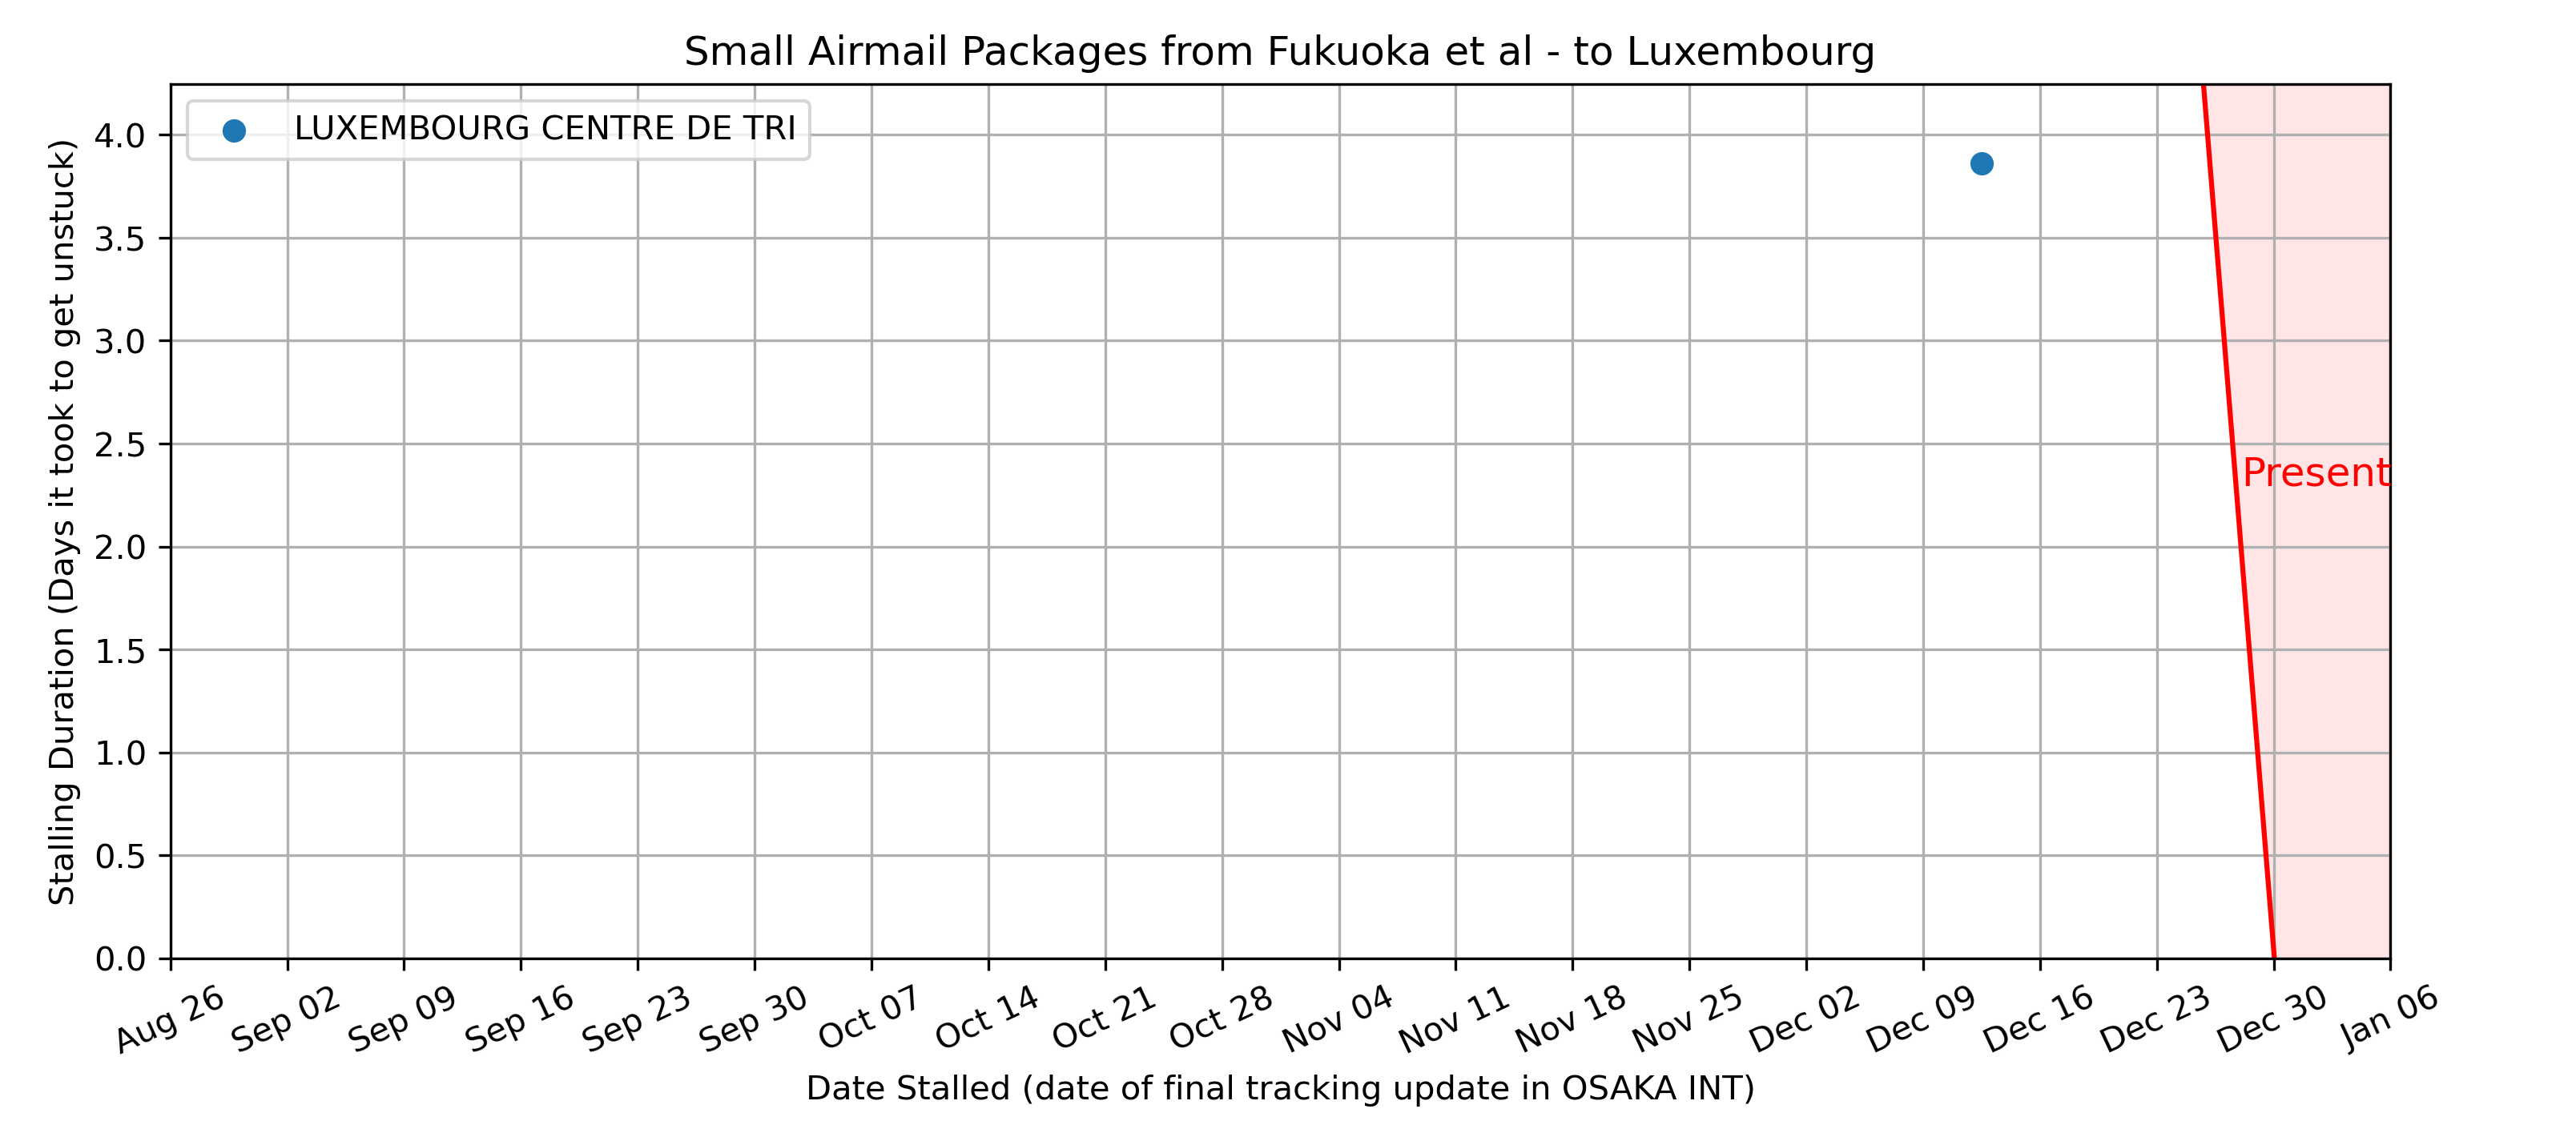 Small Airmail Packages from Fukuoka et al - to Luxembourg
LUXEMBOURG CENTRE DE TRI
Stalling Duration (Days it took to get unstuck)
4.0
3.5
3.0
2.5
2.0
1.5
1.0
0.5
0.0
Present
Aug 26
Sep 02
Sep 09
Sep 16
Sep 23
Sep 30
Oct 07
Oct 14
Oct 21
Oct 28
Nov 04
Nov 11
Nov 18
Nov 25
Dec 02
Dec 09
Dec 16
Dec 23
Dec 30
Jan 06
Date Stalled (date of final tracking update in OSAKA INT)